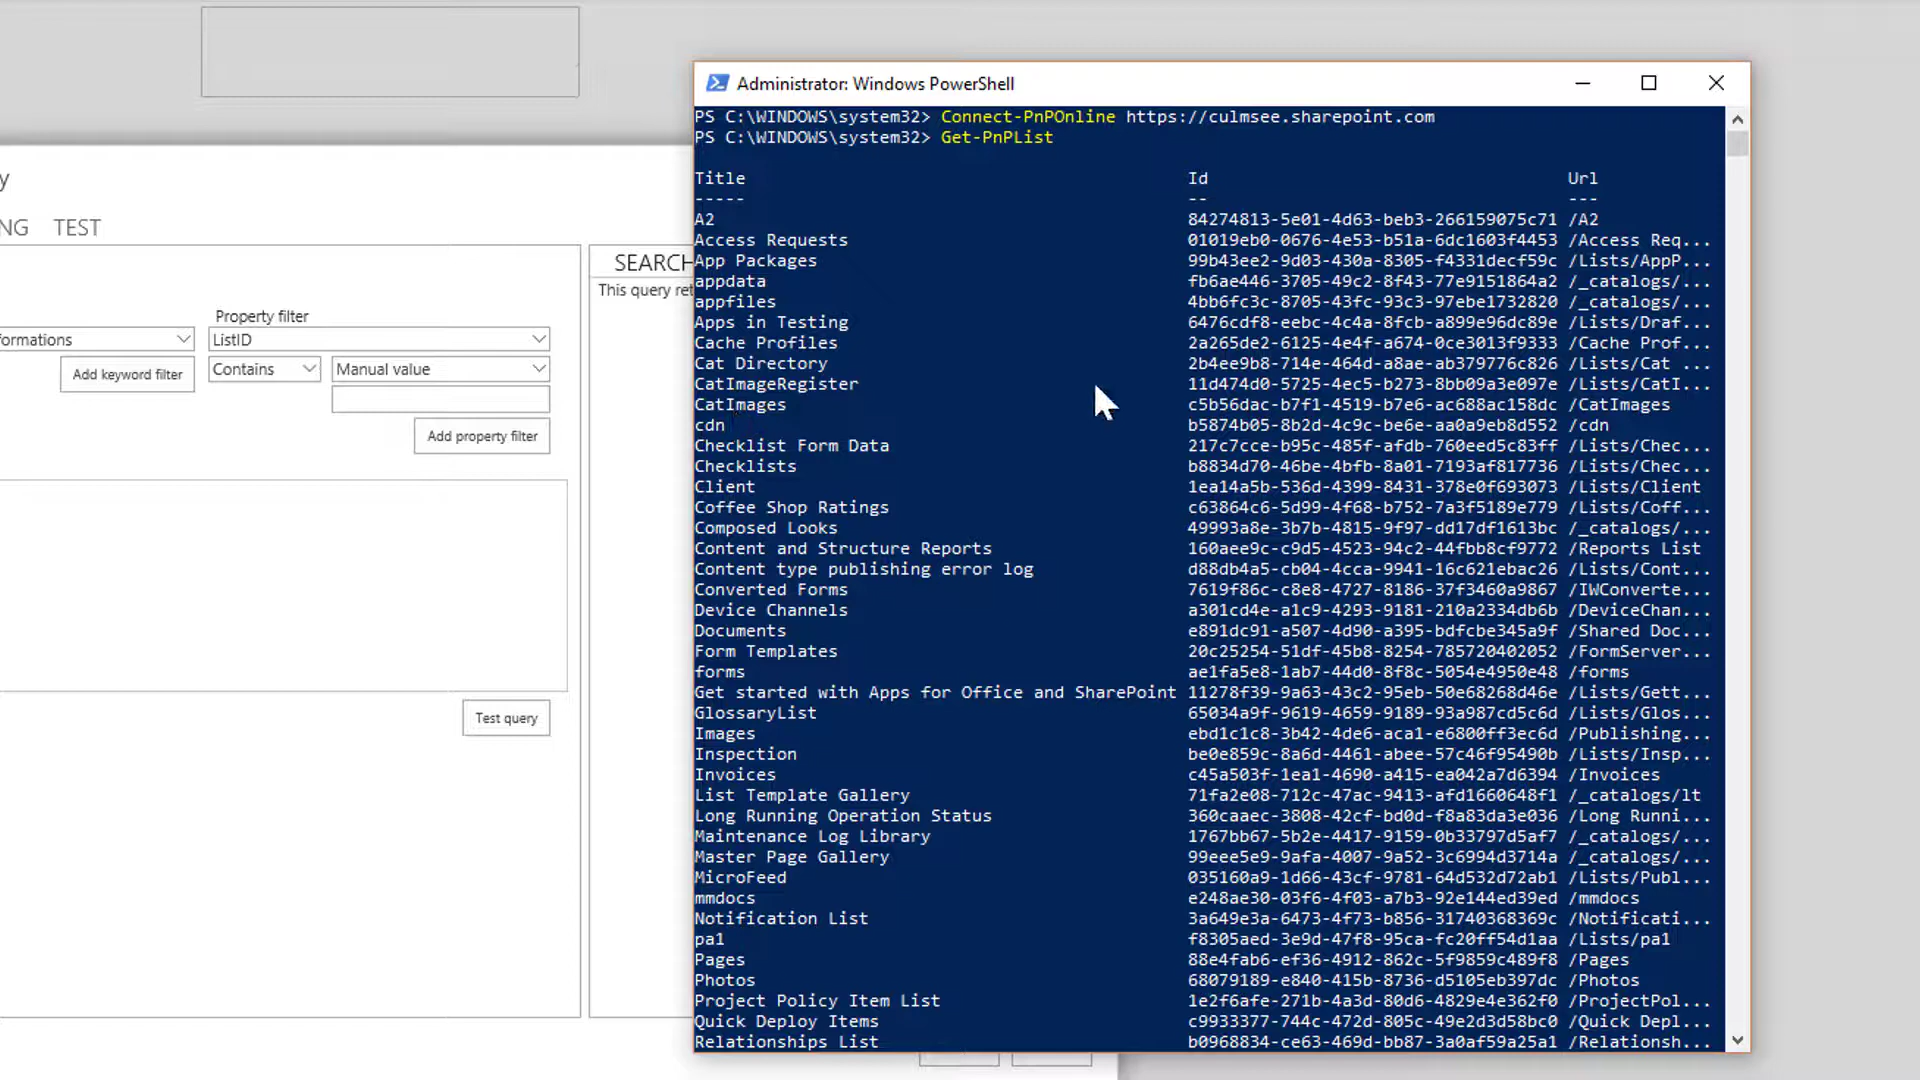 Administrator: Windows PowerShell
PS C:\WINDOWS\system32> Connect-PnPOnline https://culmsee.sharepoint.com
PS C:\WINDOWS\system32> Get-PnPList
Title Id Url
----- -- ---
A2 84274813-5e01-4d63-beb3-266159075c71 /A2
Access Requests 01019eb0-0676-4e53-b51a-6dc1603f4453 /Access Req...
App Packages 99b43ee2-9d03-430a-8305-f4331decf59c /Lists/AppP...
appdata fb6ae446-3705-49c2-8f43-77e9151864a2 /_catalogs/...
appfiles 4bb6fc3c-8705-43fc-93c3-97ebe1732820 /_catalogs/...
Apps in Testing 6476cdf8-eebc-4c4a-8fcb-a899e96dc89e /Lists/Draf...
Cache Profiles 2a265de2-6125-4e4f-a674-0ce3013f9333 /Cache Prof...
Cat Directory 2b4ee9b8-714e-464d-a8ae-ab379776c826 /Lists/Cat ...
CatImageRegister 11d474d0-5725-4ec5-b273-8bb09a3e097e /Lists/CatI...
CatImages c5b56dac-b7f1-4519-b7e6-ac688ac158dc /CatImages
cdn b5874b05-8b2d-4c9c-be6e-aa0a9eb8d552 /cdn
Checklist Form Data 217c7cce-b95c-485f-afdb-760eed5c83ff /Lists/Chec...
Checklists b8834d70-46be-4bfb-8a01-7193af817736 /Lists/Chec...
Client 1ea14a5b-536d-4399-8431-378e0f693073 /Lists/Client
Coffee Shop Ratings c63864c6-5d99-4f68-b752-7a3f5189e779 /Lists/Coff...
Composed Looks 49993a8e-3b7b-4815-9f97-dd17df1613bc /_catalogs/...
Content and Structure Reports 160aee9c-c9d5-4523-94c2-44fbb8cf9772 /Reports List
Content type publishing error log d88db4a5-cb04-4cca-9941-16c621ebac26 /Lists/Cont...
Converted Forms 7619f86c-c8e8-4727-8186-37f3460a9867 /IWConverte...
Device Channels a301cd4e-a1c9-4293-9181-210a2334db6b /DeviceChan...
Documents e891dc91-a507-4d90-a395-bdfcbe345a9f /Shared Doc...
Form Templates 20c25254-51df-45b8-8254-785720402052 /FormServer...
forms ae1fa5e8-1ab7-44d0-8f8c-5054e4950e48 /forms
Get started with Apps for Office and SharePoint 11278f39-9a63-43c2-95eb-50e68268d46e /Lists/Gett...
GlossaryList 65034a9f-9619-4659-9189-93a987cd5c6d /Lists/Glos...
Images ebd1c1c8-3b42-4de6-aca1-e6800ff3ec6d /Publishing...
Inspection be0e859c-8a6d-4461-abee-57c46f95490b /Lists/Insp...
Invoices c45a503f-1ea1-4690-a415-ea042a7d6394 /Invoices
List Template Gallery 71fa2e08-712c-47ac-9413-afd1660648f1 /_catalogs/lt
Long Running Operation Status 360caaec-3808-42cf-bd0d-f8a83da3e036 /Long Runni...
Maintenance Log Library 1767bb67-5b2e-4417-9159-0b33797d5af7 /_catalogs/...
Master Page Gallery 99eee5e9-9afa-4007-9a52-3c6994d3714a /_catalogs/...
MicroFeed 035160a9-1d66-43cf-9781-64d532d72ab1 /Lists/Publ...
mmdocs e248ae30-03f6-4f03-a7b3-92e144ed39ed /mmdocs
Notification List 3a649e3a-6473-4f73-b856-31740368369c /Notificati...
pa1 f8305aed-3e9d-47f8-95ca-fc20ff54d1aa /Lists/pa1
Pages 88e4fab6-ef36-4912-862c-5f9859c489f8 /Pages
Photos 68079189-e840-415b-8736-d5105eb397dc /Photos
Project Policy Item List 1e2f6afe-271b-4a3d-80d6-4829e4e362f0 /ProjectPol...
Quick Deploy Items c9933377-744c-472d-805c-49e2d3d58bc0 /Quick Depl...
Relationships List b0968834-ce63-469d-bb87-3a0af59a25a1 /Relationsh...
y
NG TEST
SEARCH
This query ret
Property filter
formations ListID
Add keyword filter Contains Manual value
Add property filter
Test query